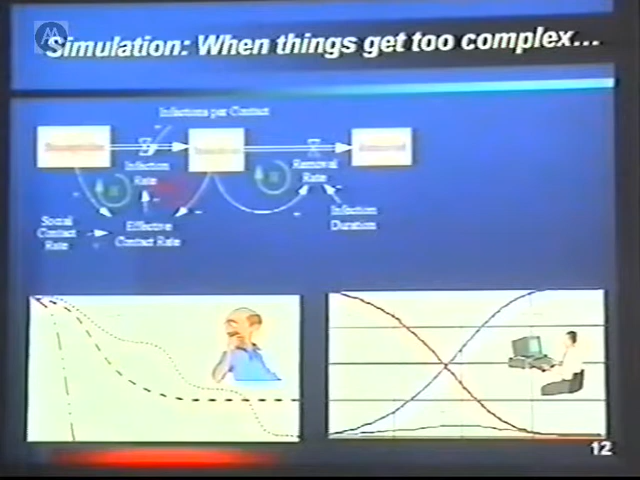 Simulation: When things get too complex...
Infections per Contact
Infection
Rate
Removal
Rate
Social
Contact
Rate
Effective
Contact Rate
Infection
Duration
12